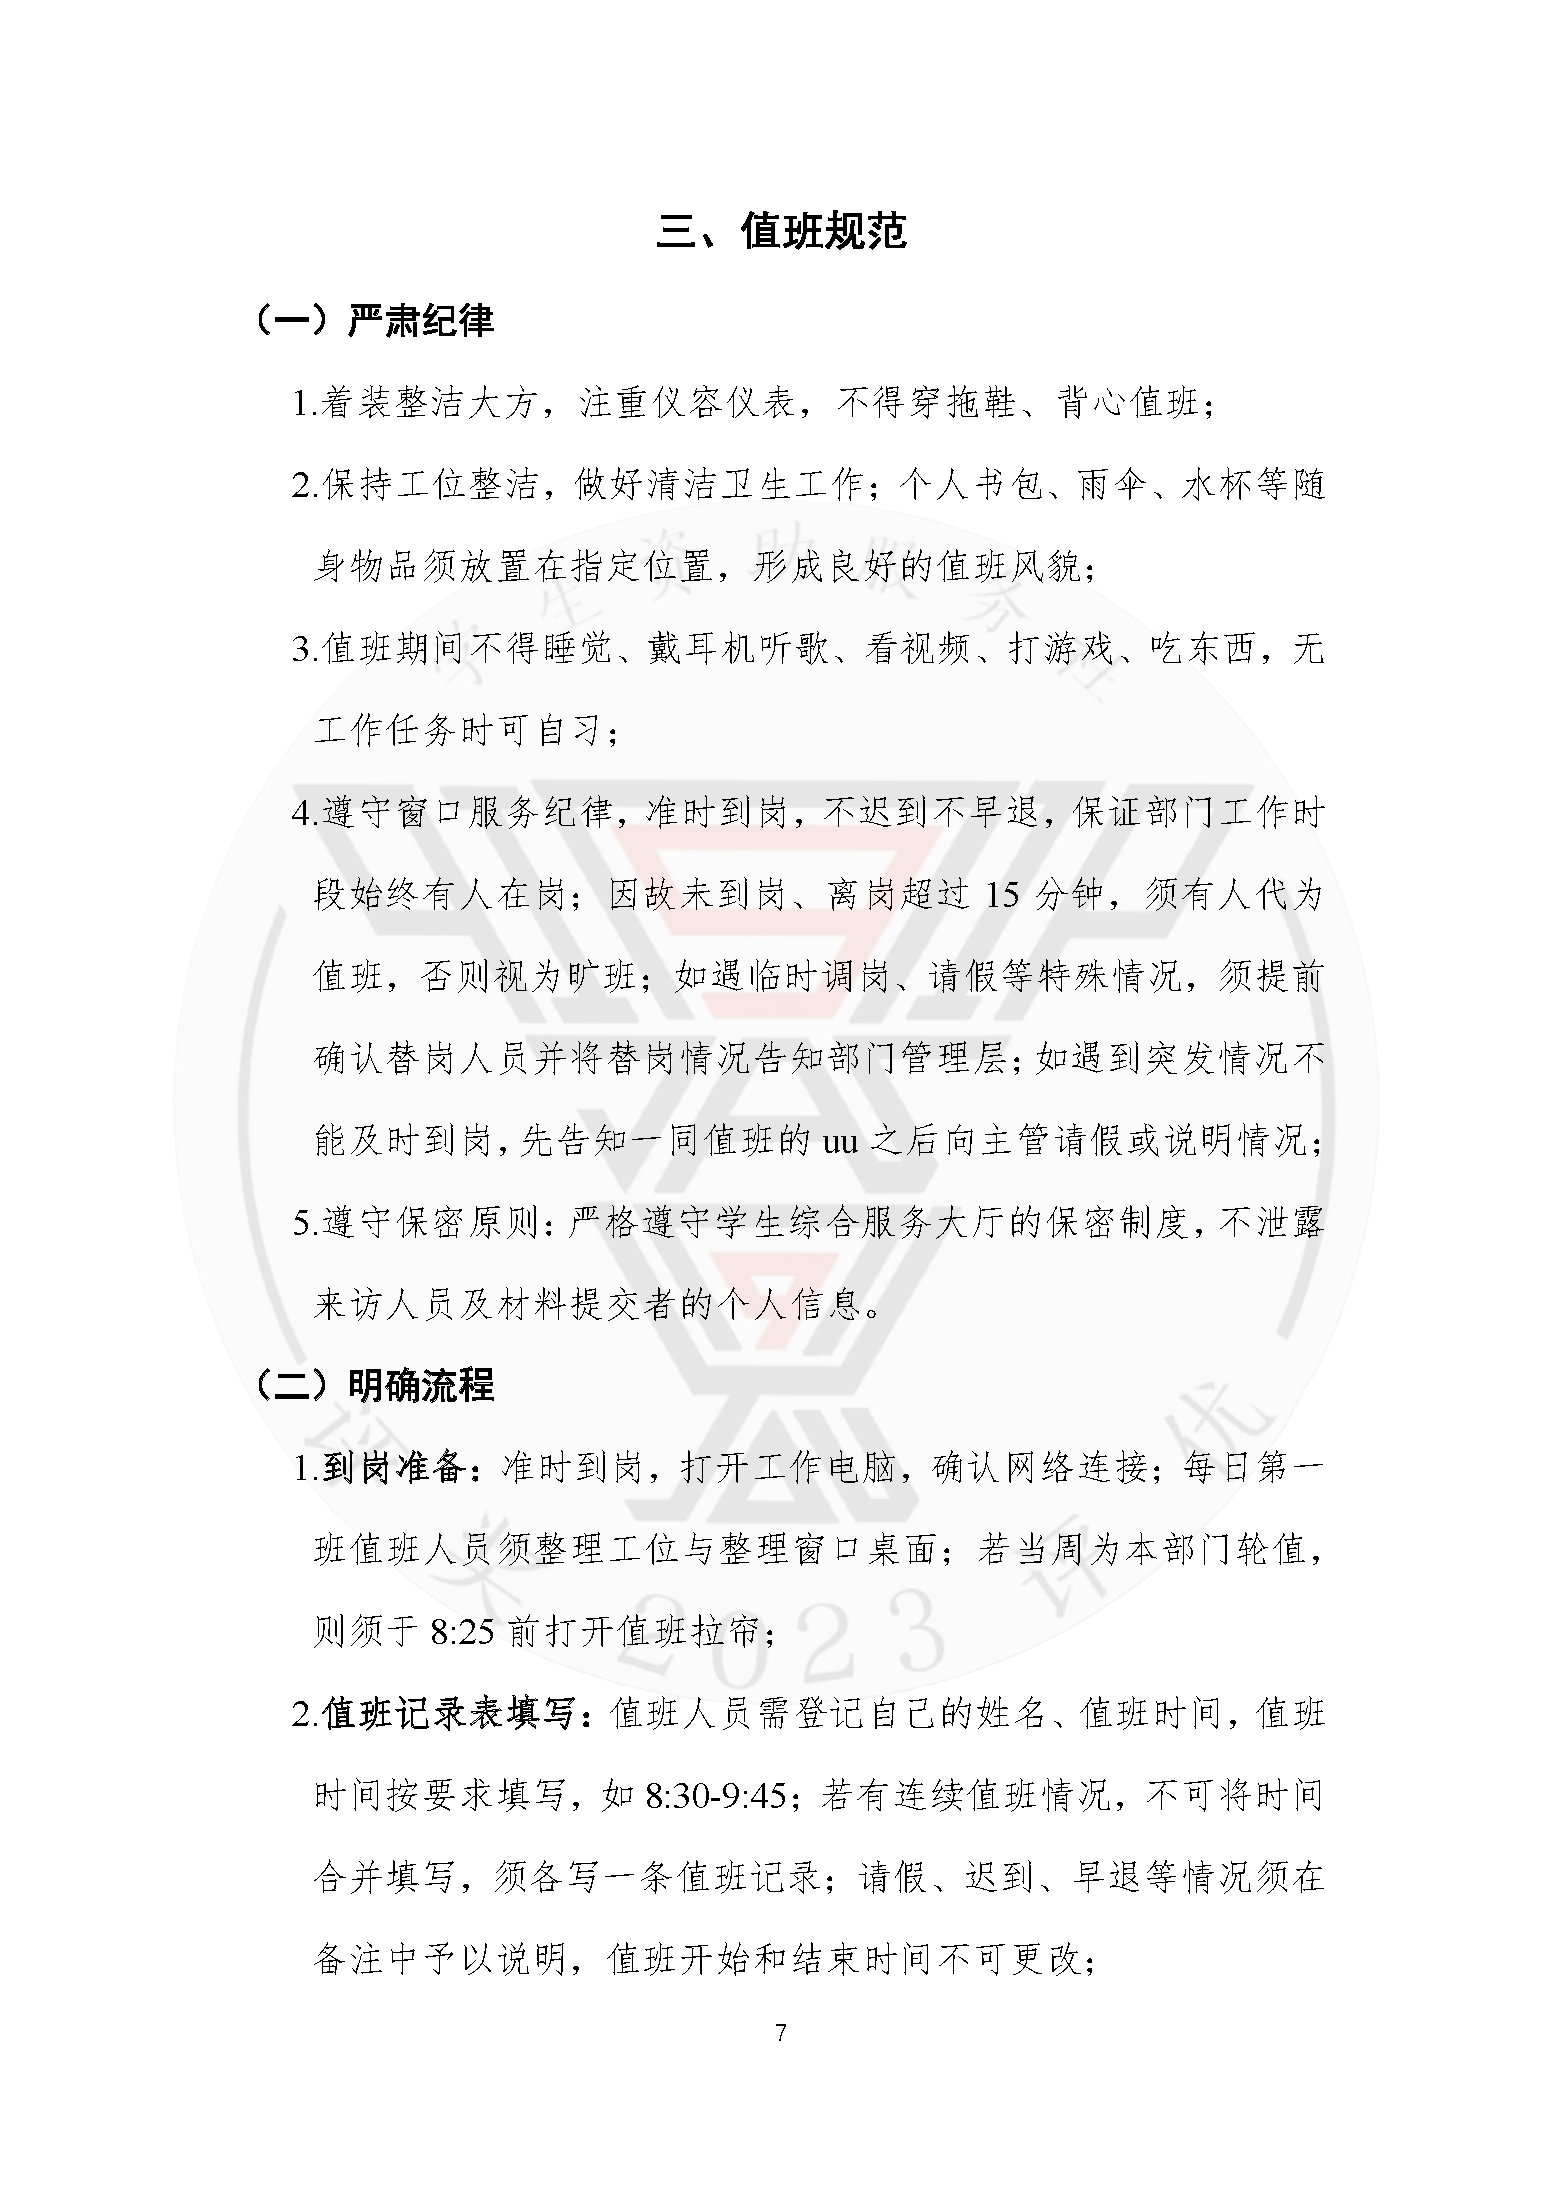 三、值班规范
（一）严肃纪律
1.着装整洁大方，注重仪容仪表，不得穿拖鞋、背心值班；
2.保持工位整洁，做好清洁卫生工作；个人书包、雨伞、水杯等随
身物品须放置在指定位置，形成良好的值班风貌；
3.值班期间不得睡觉、戴耳机听歌、看视频、打游戏、吃东西，无
工作任务时可自习；
4.遵守窗口服务纪律，准时到岗，不迟到不早退，保证部门工作时
段始终有人在岗；因故未到岗、离岗超过 15 分钟，须有人代为
值班，否则视为旷班；如遇临时调岗、请假等特殊情况，须提前
确认替岗人员并将替岗情况告知部门管理层；如遇到突发情况不
能及时到岗，先告知一同值班的 uu 之后向主管请假或说明情况；
5.遵守保密原则：严格遵守学生综合服务大厅的保密制度，不泄露
来访人员及材料提交者的个人信息。
（二）明确流程
1.到岗准备：准时到岗，打开工作电脑，确认网络连接；每日第一
班值班人员须整理工位与整理窗口桌面；若当周为本部门轮值，
则须于 8:25 前打开值班拉帘；
2.值班记录表填写：值班人员需登记自己的姓名、值班时间，值班
时间按要求填写，如 8:30-9:45；若有连续值班情况，不可将时间
合并填写，须各写一条值班记录；请假、迟到、早退等情况须在
备注中予以说明，值班开始和结束时间不可更改；
7
学生资助服务
评优
2023